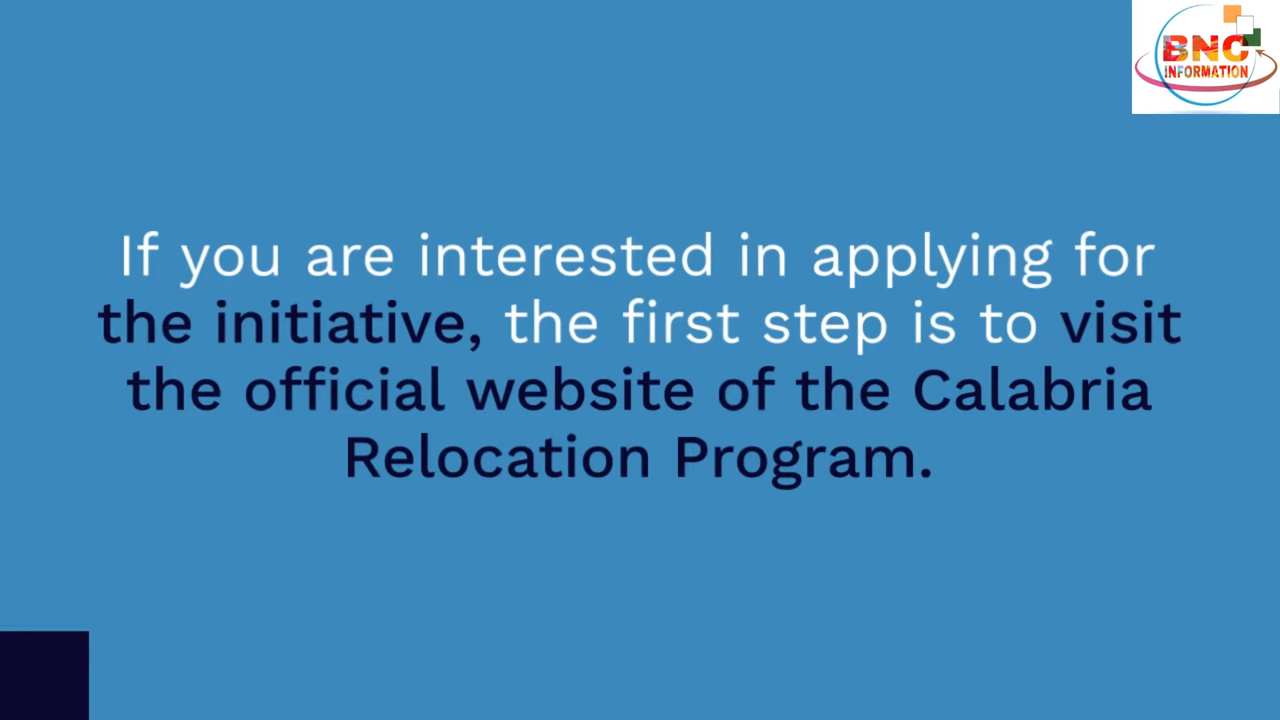 BNC
INFORMATION
If you are interested in applying for
the initiative, the first step is to visit
the official website of the Calabria
Relocation Program.